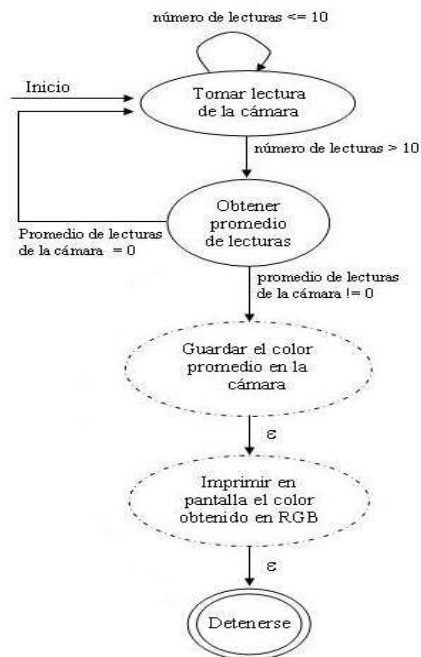 número de lecturas <= 10
Inicio
Tomar lectura
de la cámara
número de lecturas > 10
Obtener
promedio
de lecturas
Promedio de lecturas
de la cámara = 0
promedio de lecturas
de la cámara != 0
Guardar el color
promedio en la
cámara
ε
Imprimir en
pantalla el color
obtenido en RGB
ε
Detenerse